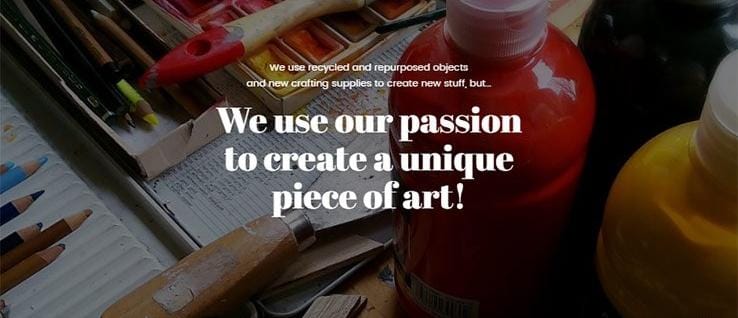 We use recycled and repurposed objects
and new crafting supplies to create new stuff, but...
We use our passion
to create a unique
piece of art!